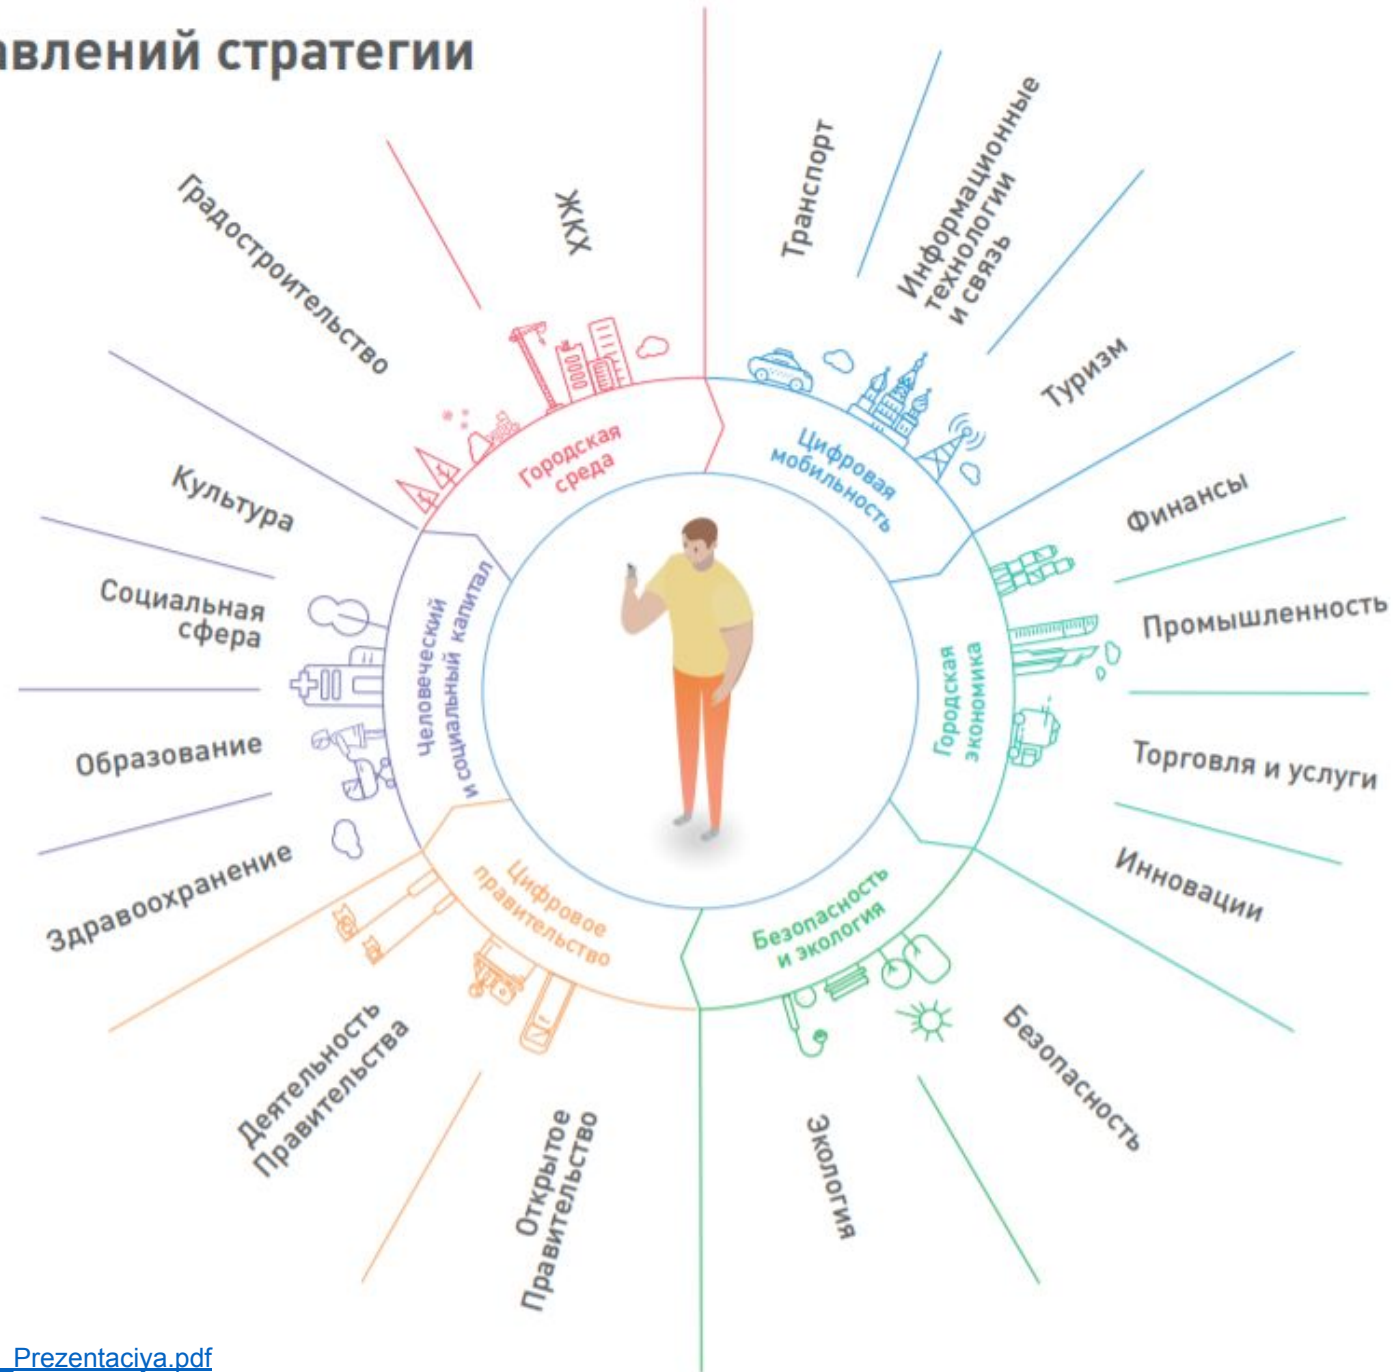 авлений стратегии
Транспорт
Информационные
технологии
и связь
Туризм
Финансы
Промышленность
Торговля и услуги
Инновации
Безопасность
Экология
Открытое
Правительство
Деятельность
Правительства
Здравоохранение
Образование
Социальная
сфера
Культура
Градостроительство
ЖКХ
Городская
среда
Цифровая
мобильность
Городская
экономика
Безопасность
и экология
Цифровое
правительство
Человеческий
и социальный капитал
_Prezentaciya.pdf